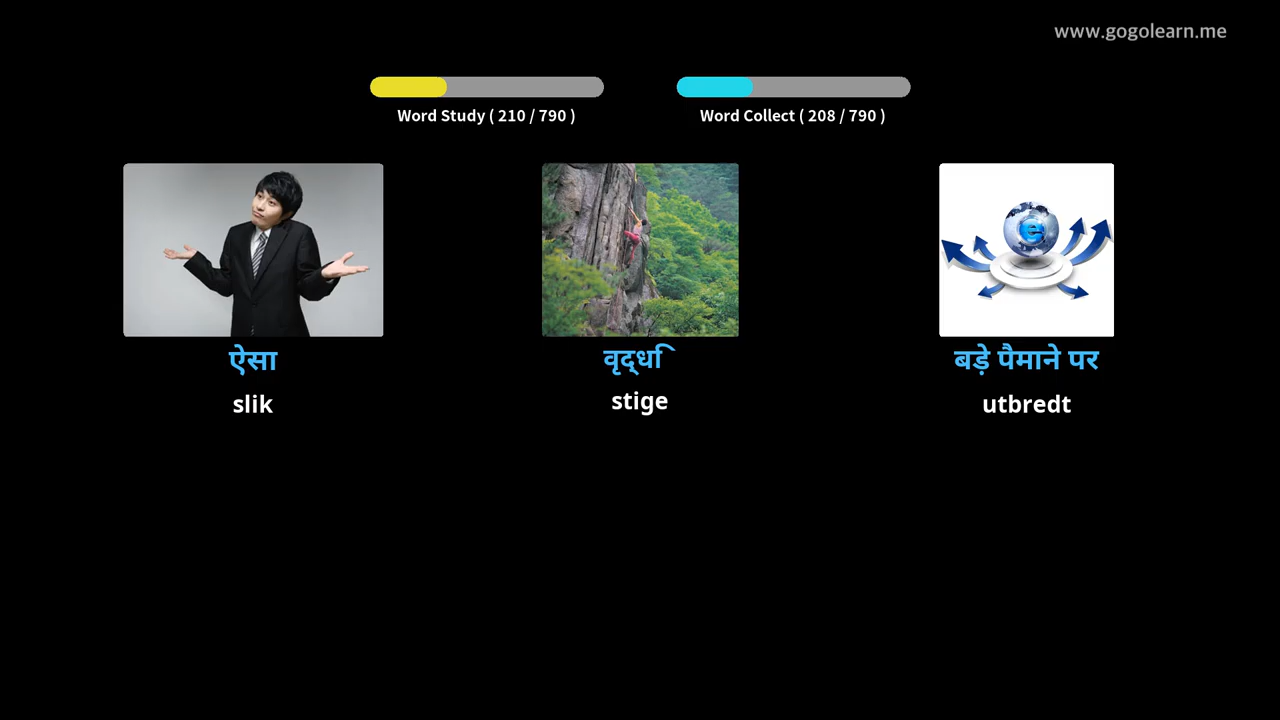 www.gogolearn.me
Word Study ( 210 / 790 )
Word Collect ( 208 / 790 )
ऐसा
वृद्धि
बड़े पैमाने पर
slik
stige
utbredt